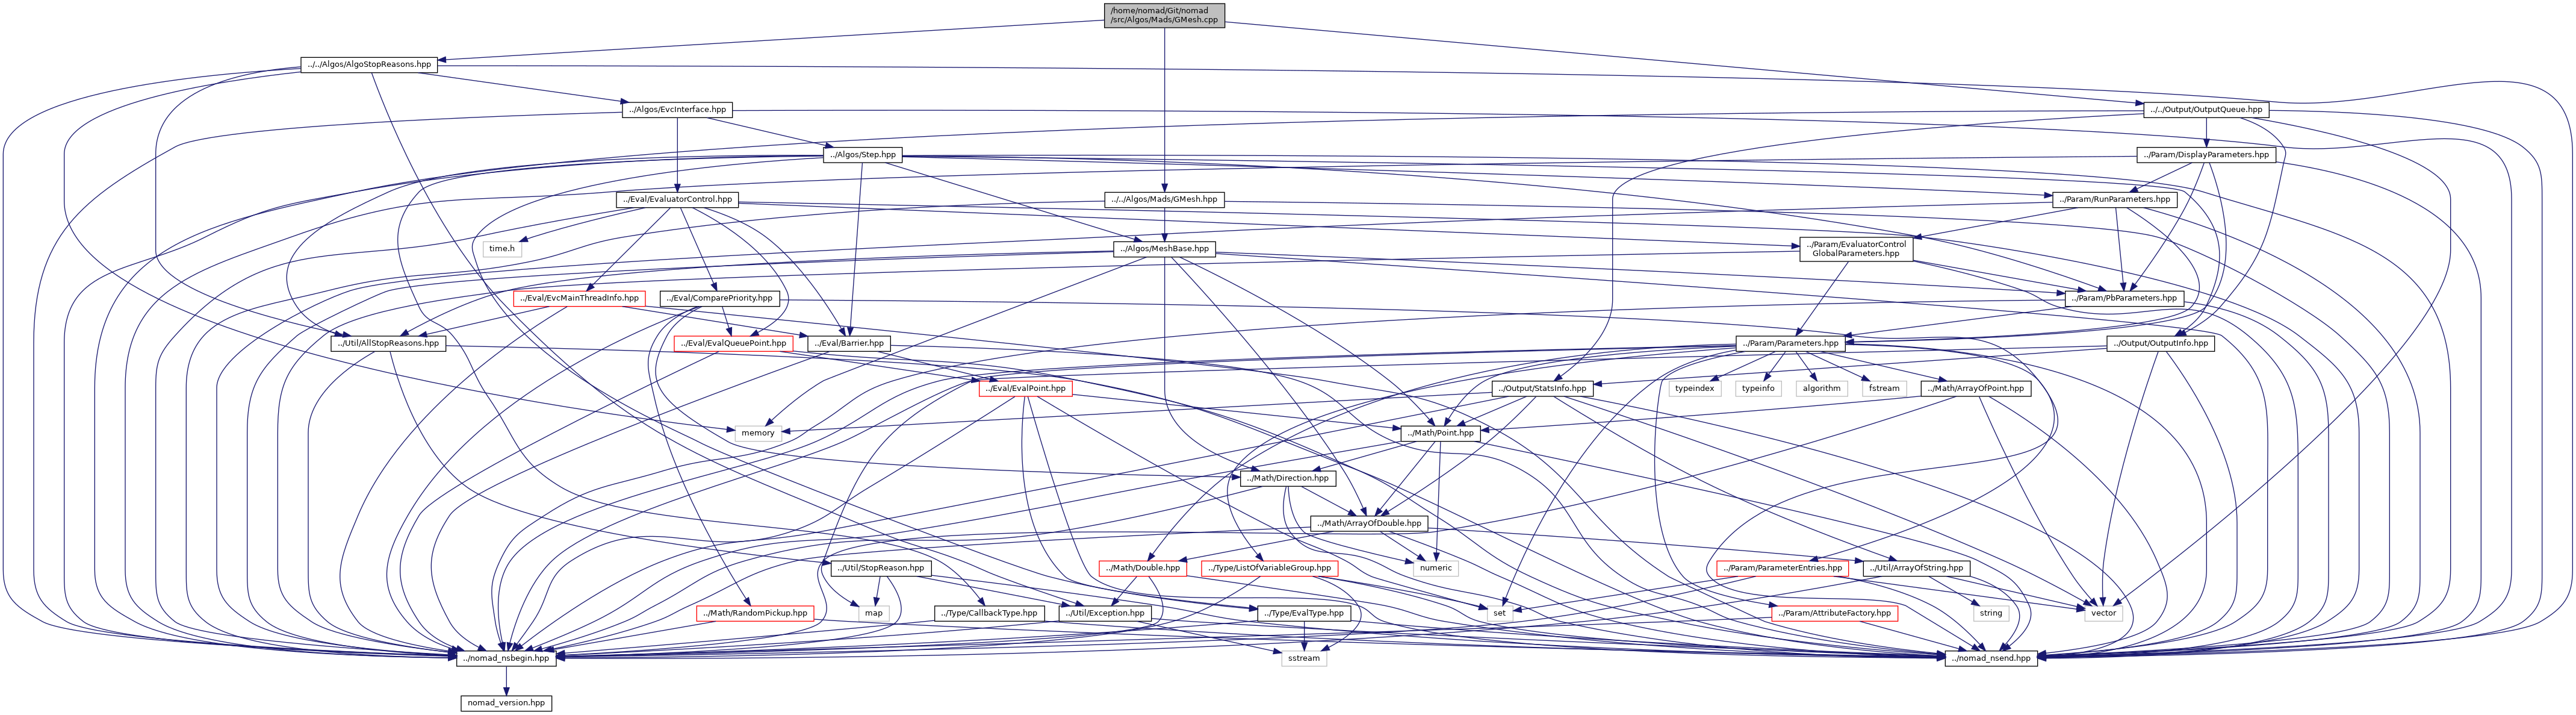 /home/nomad/Git/nomad
/src/Algos/Mads/GMesh.cpp
../../Algos/AlgoStopReasons.hpp
../Algos/EvcInterface.hpp
../../Output/OutputQueue.hpp
../Algos/Step.hpp
../Param/DisplayParameters.hpp
../Eval/EvaluatorControl.hpp
../../Algos/Mads/GMesh.hpp
../Param/RunParameters.hpp
time.h
../Algos/MeshBase.hpp
../Param/EvaluatorControl
GlobalParameters.hpp
../Eval/EvcMainThreadInfo.hpp
../Eval/ComparePriority.hpp
../Param/PbParameters.hpp
../Util/AllStopReasons.hpp
../Eval/EvalQueuePoint.hpp
../Eval/Barrier.hpp
../Param/Parameters.hpp
../Output/OutputInfo.hpp
../Eval/EvalPoint.hpp
../Output/StatsInfo.hpp
typeindex
typeinfo
algorithm
fstream
../Math/ArrayOfPoint.hpp
memory
../Math/Point.hpp
../Math/Direction.hpp
../Math/ArrayOfDouble.hpp
../Util/StopReason.hpp
../Math/Double.hpp
../Type/ListOfVariableGroup.hpp
numeric
../Param/ParameterEntries.hpp
../Util/ArrayOfString.hpp
../Math/RandomPickup.hpp
map
../Type/CallbackType.hpp
../Util/Exception.hpp
../Type/EvalType.hpp
set
../Param/AttributeFactory.hpp
string
vector
../nomad_nsbegin.hpp
sstream
../nomad_nsend.hpp
nomad_version.hpp